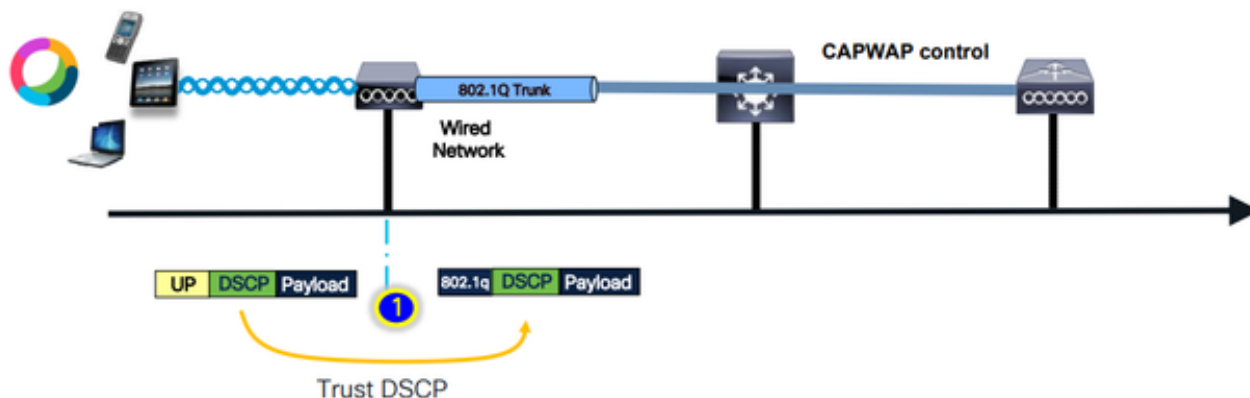 CAPWAP control
802.1Q Trunk
Wired
Network
UP DSCP Payload
802.1q DSCP Payload
1
Trust DSCP